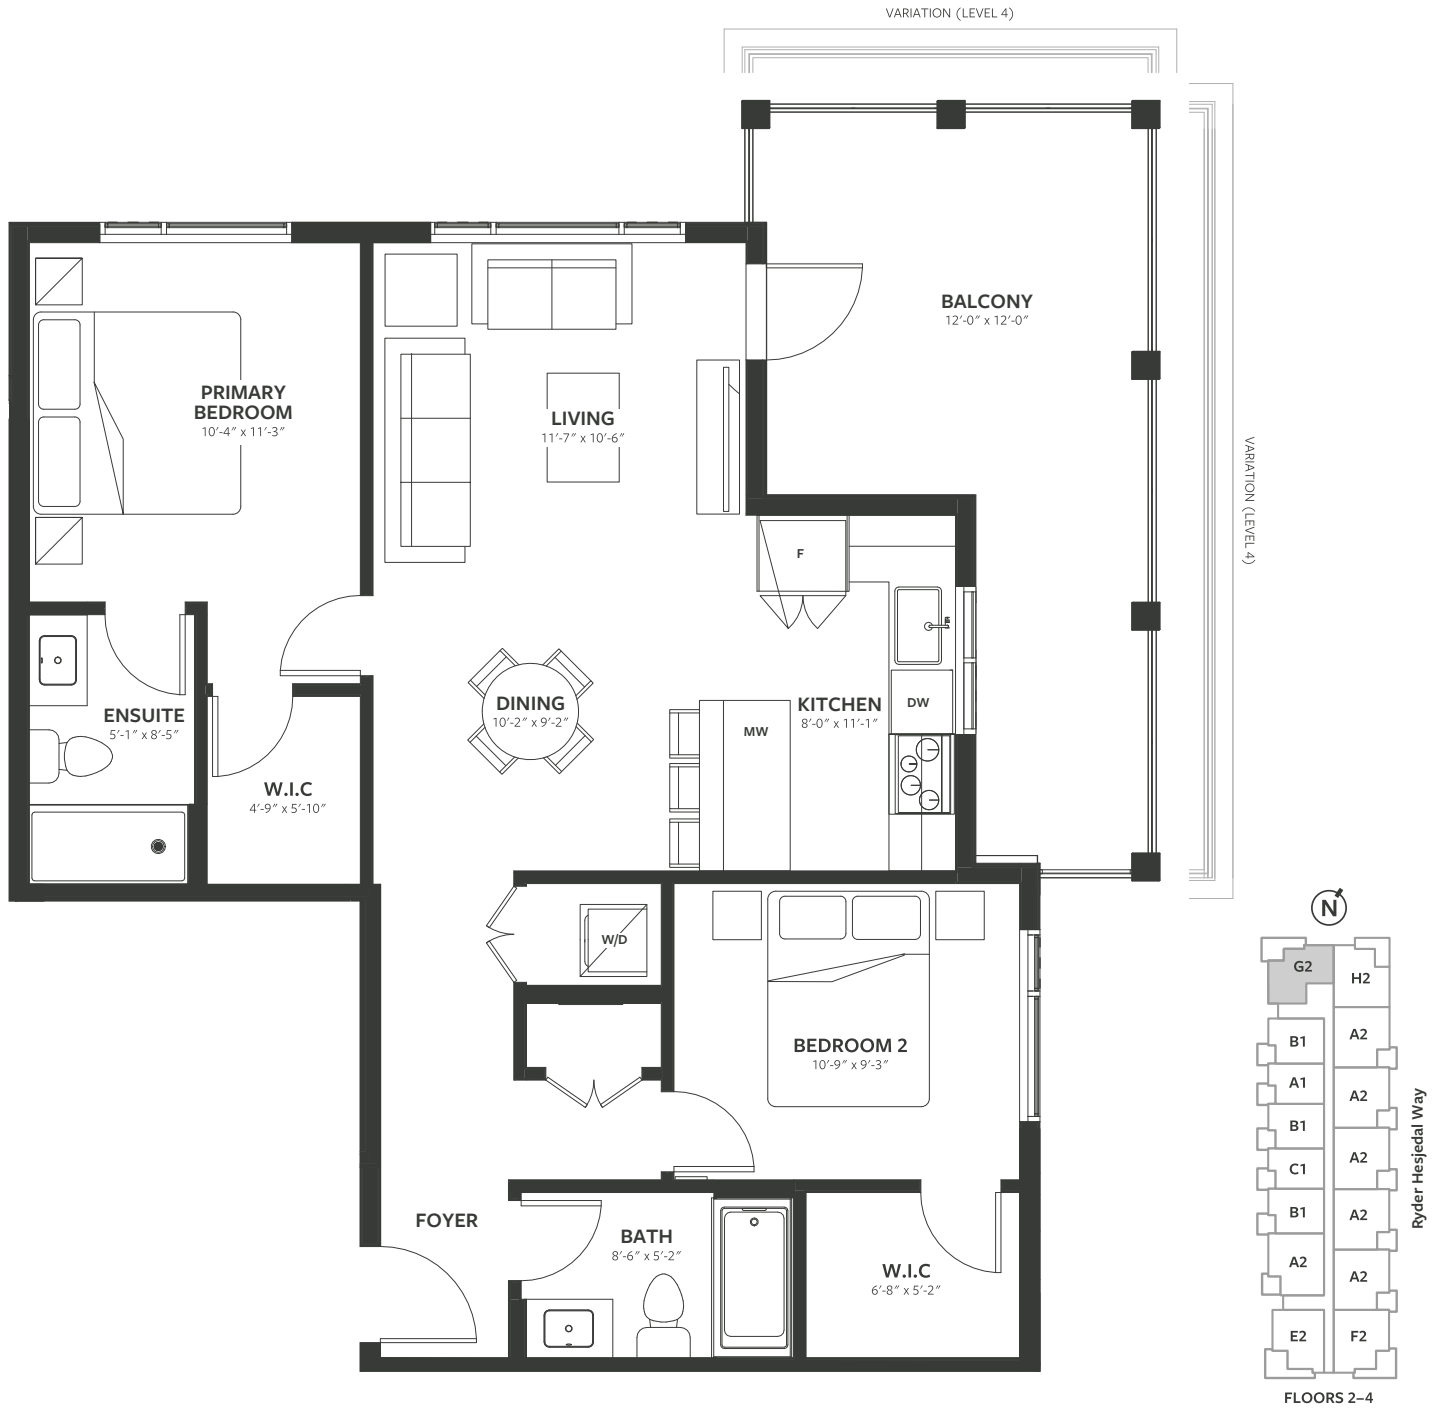 VARIATION (LEVEL 4)
BALCONY
12'-0" x 12'-0"
PRIMARY
BEDROOM
10'-4" x 11'-3"
LIVING
11'-7" x 10'-6"
VARIATION (LEVEL 4)
F
DINING
10'-2" x 9'-2"
KITCHEN
8'-0" x 11'-1"
DW
MW
ENSUITE
5'-1" x 8'-5"
W.I.C
4'-9" x 5'-10"
W/D
BEDROOM 2
10'-9" x 9'-3"
FOYER
BATH
8'-6" x 5'-2"
W.I.C
6'-8" x 5'-2"
N
G2
H2
B1
A2
A1
A2
B1
C1
A2
B1
A2
A2
A2
E2
F2
Ryder Hesjedal Way
FLOORS 2–4